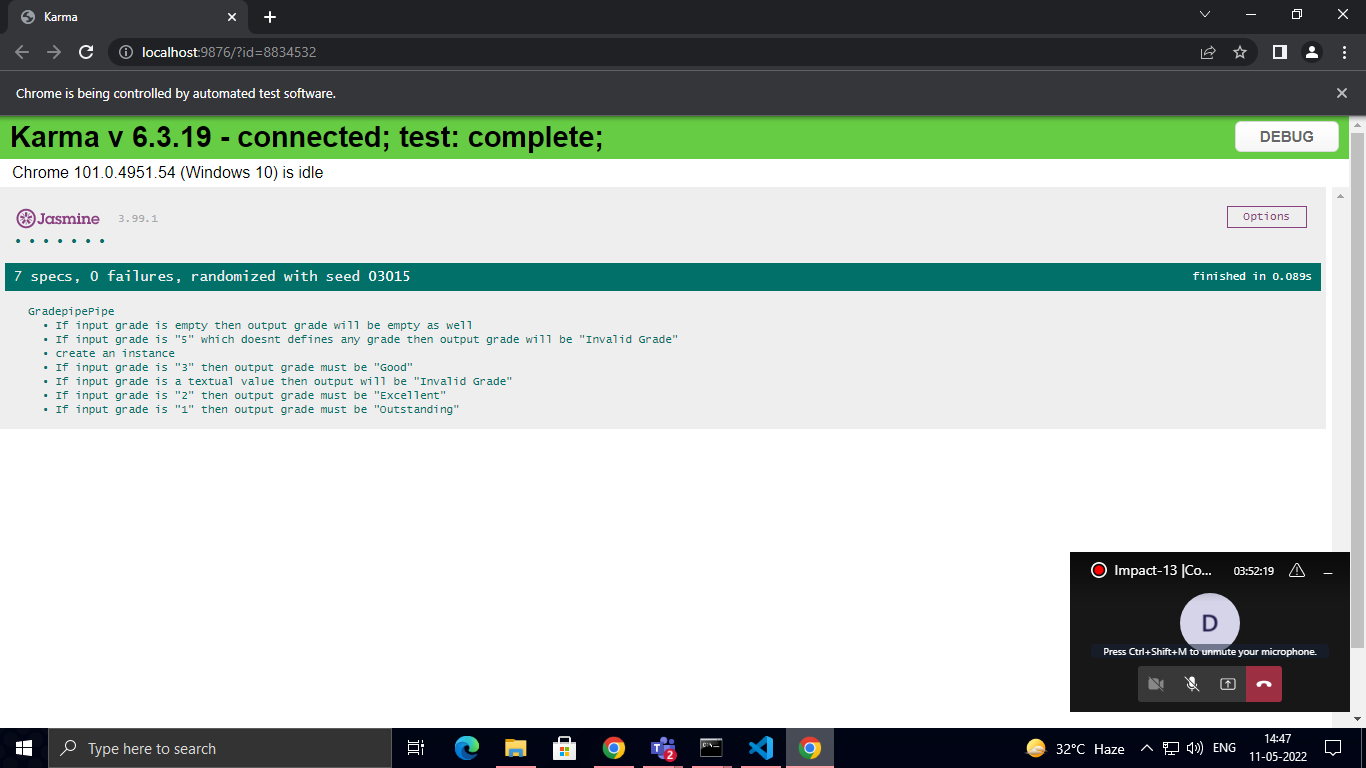 Karma
localhost:9876/?id=8834532
Chrome is being controlled by automated test software.
Karma v 6.3.19 - connected; test: complete;
DEBUG
Chrome 101.0.4951.54 (Windows 10) is idle
Jasmine 3.99.1
Options
7 specs, 0 failures, randomized with seed 03015
finished in 0.089s
GradepipePipe
• If input grade is empty then output grade will be empty as well
• If input grade is "5" which doesnt defines any grade then output grade will be "Invalid Grade"
• create an instance
• If input grade is "3" then output grade must be "Good"
• If input grade is a textual value then output will be "Invalid Grade"
• If input grade is "2" then output grade must be "Excellent"
• If input grade is "1" then output grade must be "Outstanding"
Impact-13 |Co... 03:52:19
D
Press Ctrl+Shift+M to unmute your microphone.
Type here to search
2
32°C Haze
ENG
14:47
11-05-2022